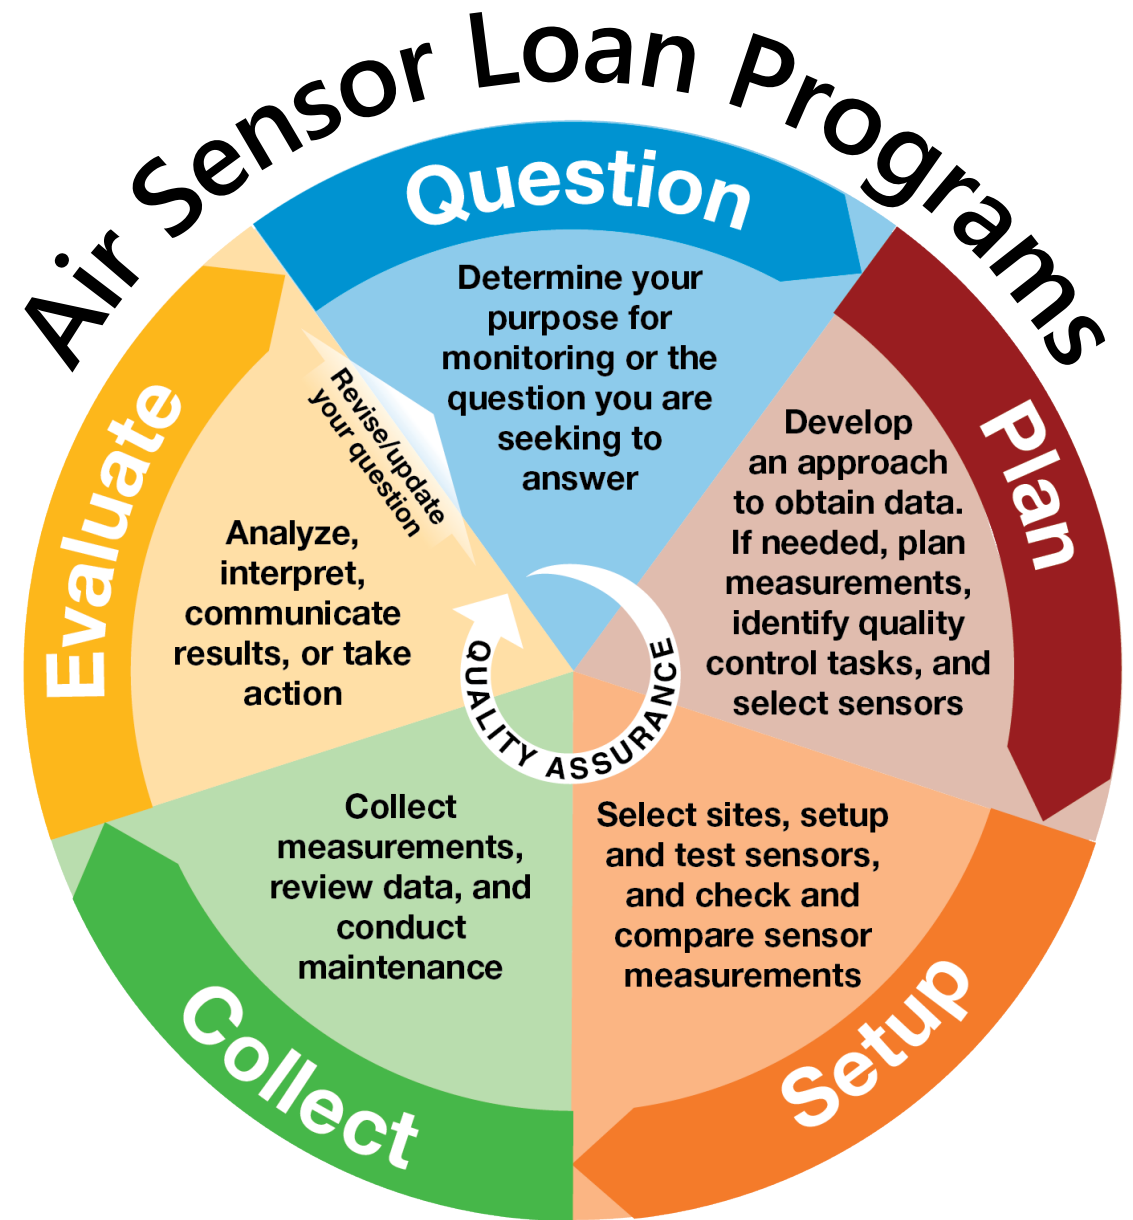 Air Sensor Loan Programs
Question
Determine your
purpose for
monitoring or the
question you are
seeking to
answer
Plan
Develop
an approach
to obtain data.
If needed, plan
measurements,
identify quality
control tasks, and
select sensors
Setup
Select sites, setup
and test sensors,
and check and
compare sensor
measurements
Collect
Collect
measurements,
review data, and
conduct
maintenance
Evaluate
Analyze,
interpret,
communicate
results, or take
action
Revise/update
your question
QUALITY ASSURANCE